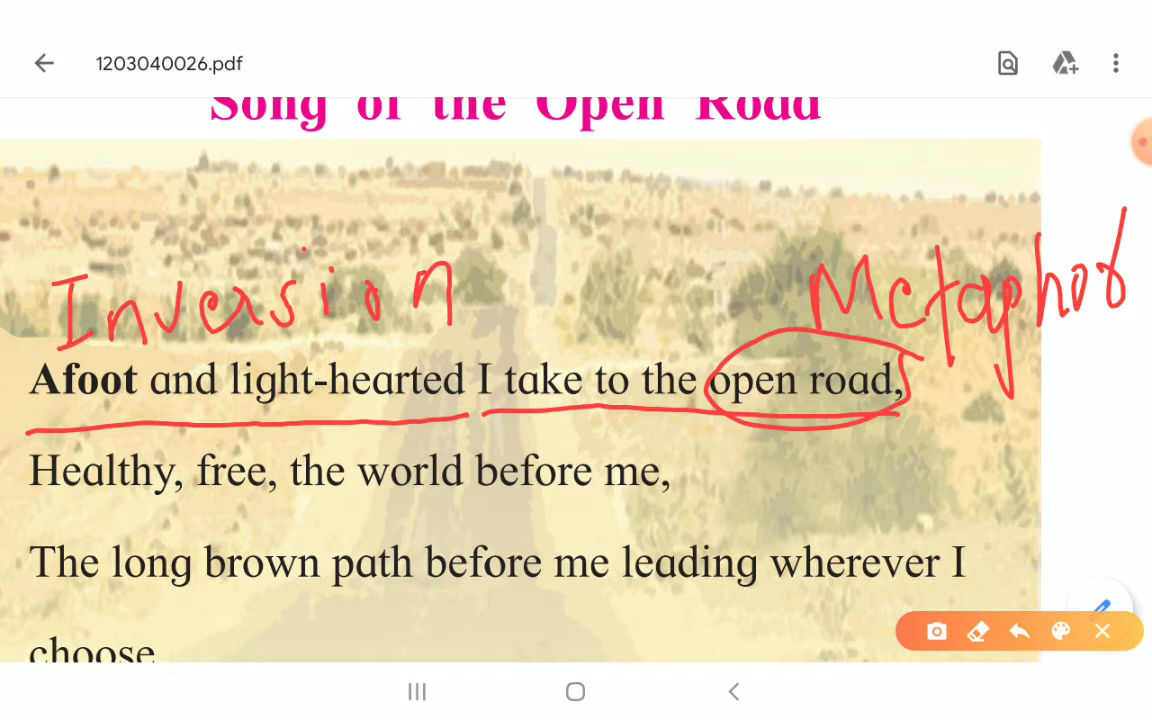 1203040026.pdf
Song of the Open Road
Inversion
Metaphor
Afoot and light-hearted I take to the open road,
Healthy, free, the world before me,
The long brown path before me leading wherever I
choose